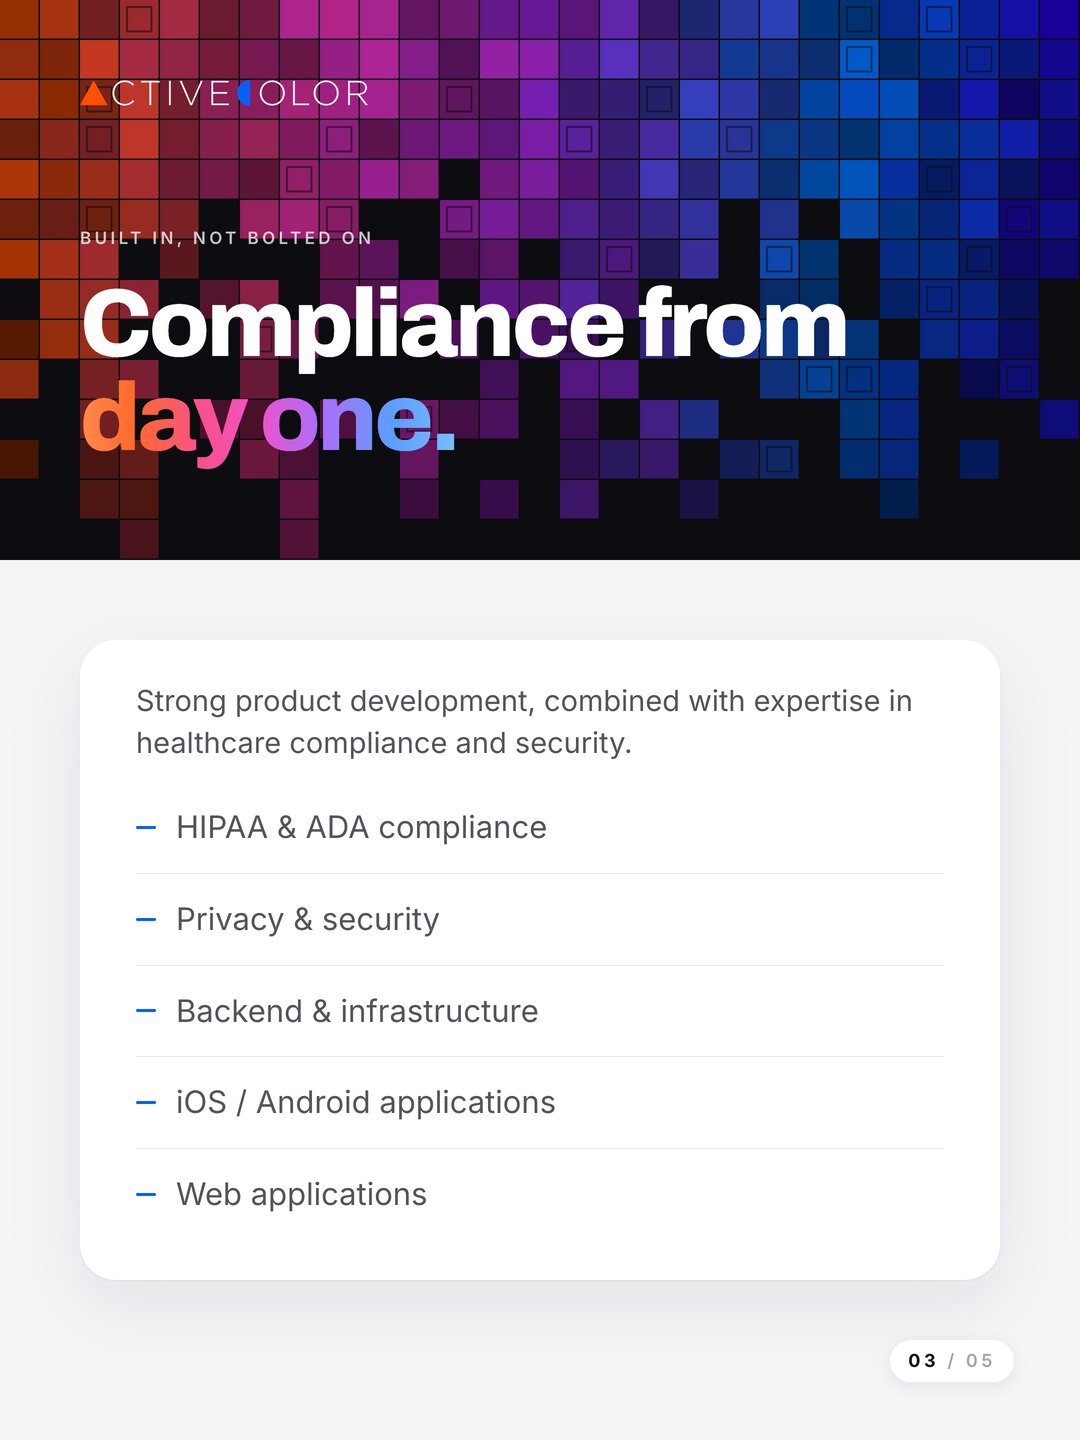 ACTIVECOLOR
BUILT IN, NOT BOLTED ON
Compliance from
day one.
Strong product development, combined with expertise in
healthcare compliance and security.
HIPAA & ADA compliance
Privacy & security
Backend & infrastructure
iOS / Android applications
Web applications
03 / 05